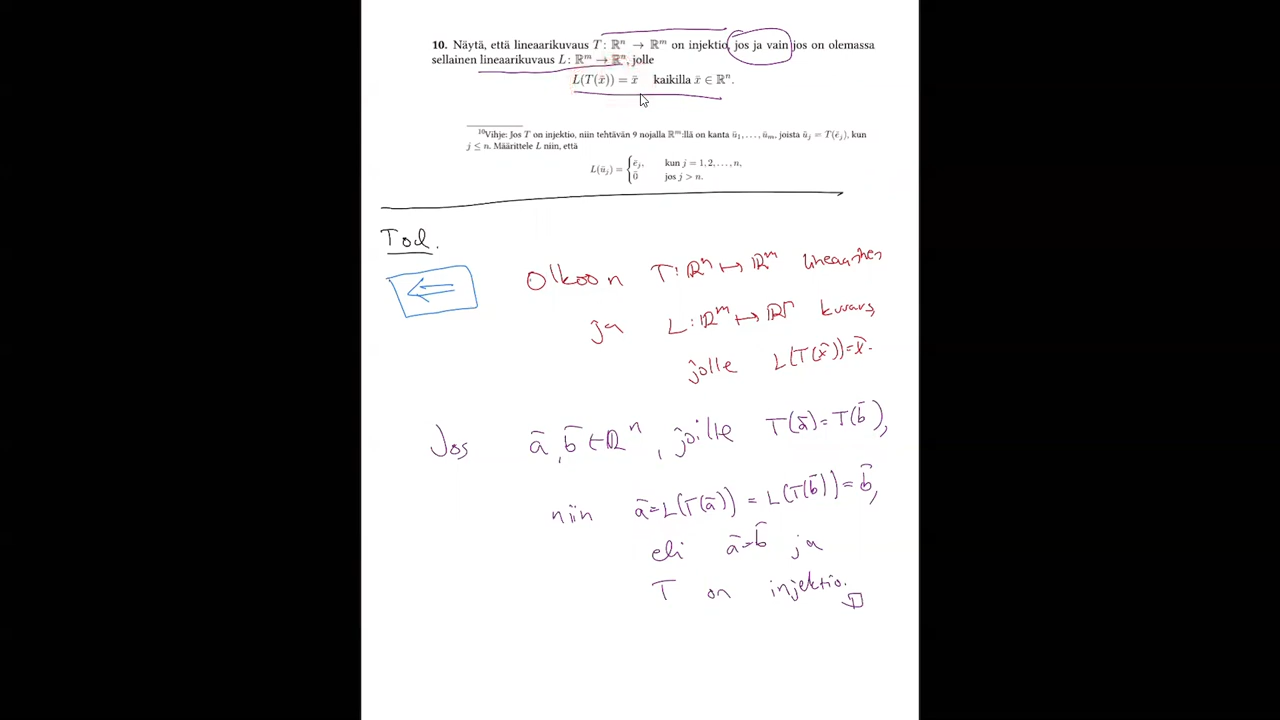 10. Näytä, että lineaarikuvaus T: ℝⁿ → ℝᵐ on injektio, jos ja vain jos on olemassa
sellainen lineaarikuvaus L: ℝᵐ → ℝⁿ, jolle
L(T(x̄)) = x̄ kaikilla x̄ ∈ ℝⁿ.
¹⁰Vihje: Jos T on injektio, niin tehtävän 9 nojalla ℝᵐ:llä on kanta ū₁, . . . , ūₘ, joista ūⱼ = T(ēⱼ), kun
j ≤ n. Määrittele L niin, että
L(ūⱼ) = { ēⱼ, kun j = 1, 2, . . . , n,
0̄ jos j > n.
Tod.
⇐
Olkoon T: ℝⁿ ↦ ℝᵐ lineaarinen
ja L: ℝᵐ ↦ ℝⁿ kuvaus,
jolle L(T(x̄))=x̄.
Jos ā, b̄ ∈ ℝⁿ, joille T(ā)=T(b̄),
niin ā=L(T(ā)) = L(T(b̄)) = b̄,
eli ā=b̄ ja
T on injektio. □